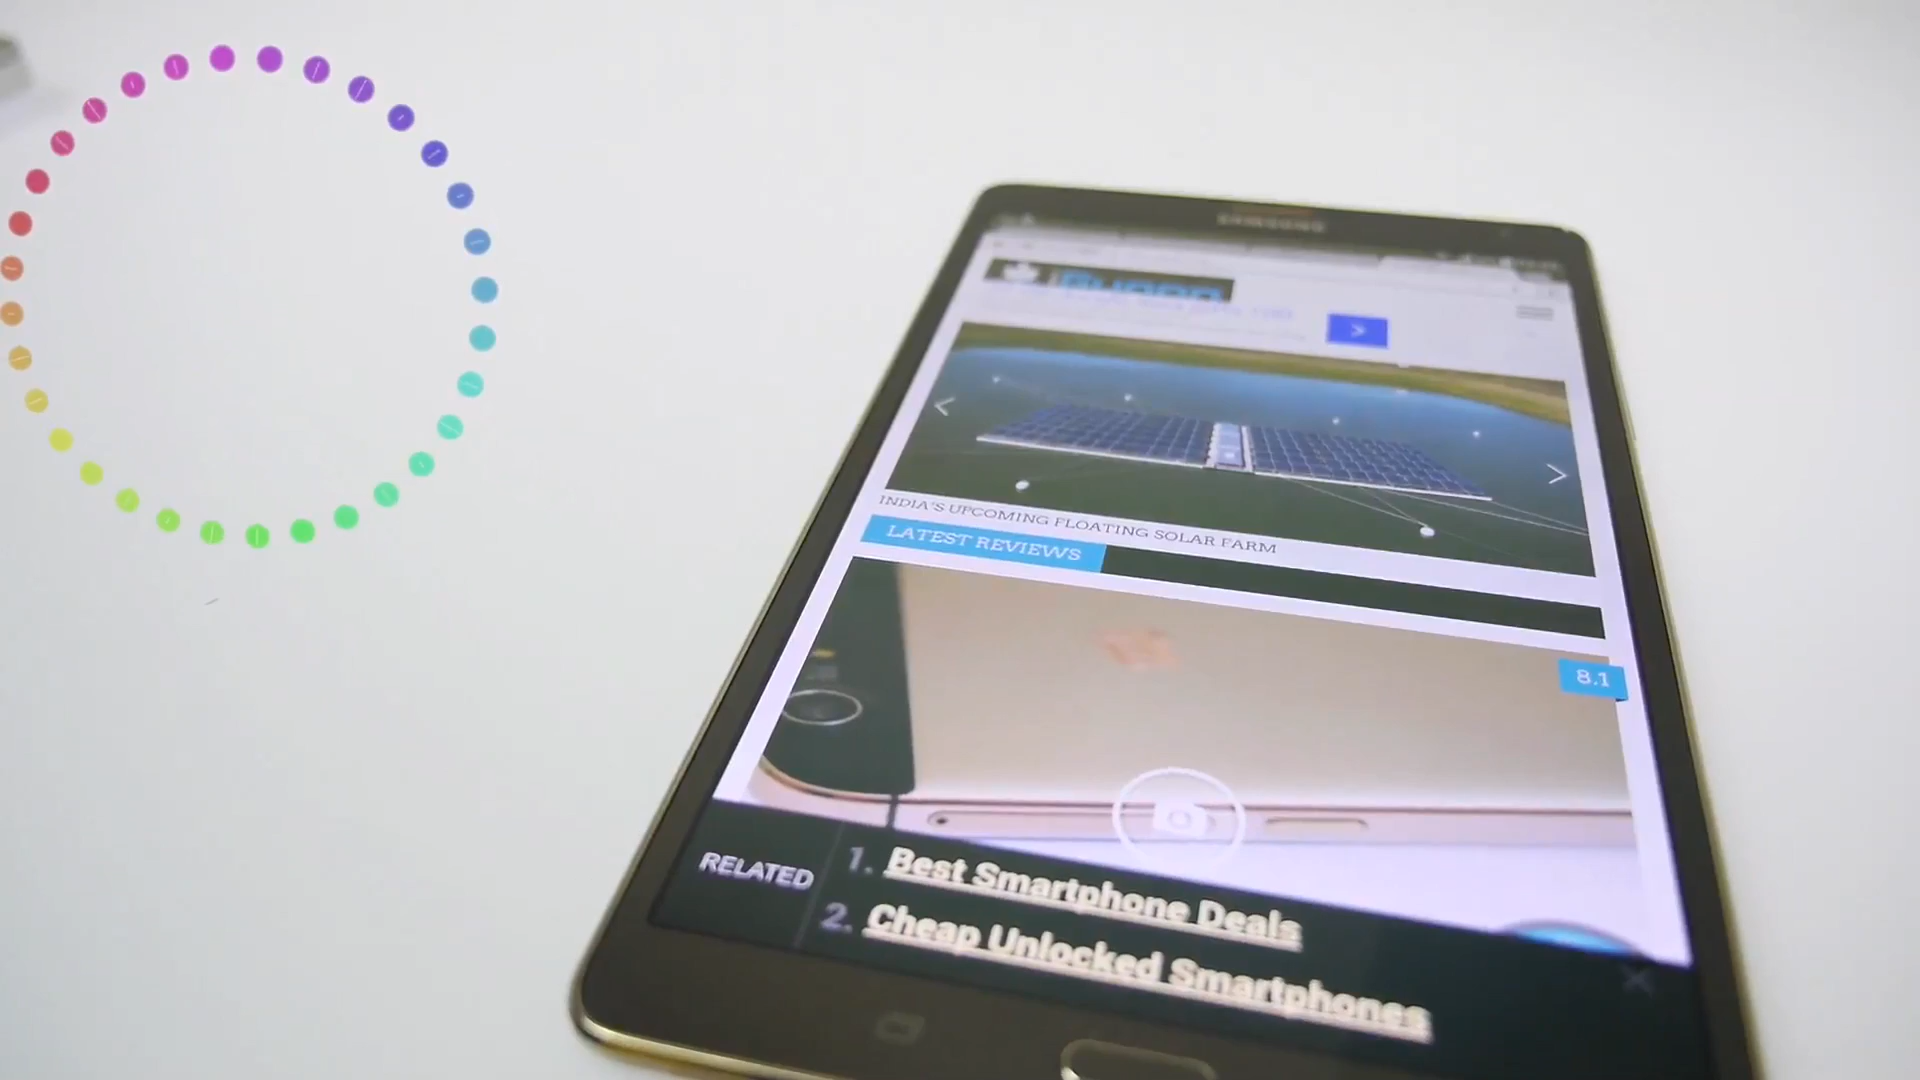 SAMSUNG
>
<
>
INDIA'S UPCOMING FLOATING SOLAR FARM
LATEST REVIEWS
8.1
RELATED
1. Best Smartphone Deals
2. Cheap Unlocked Smartphones